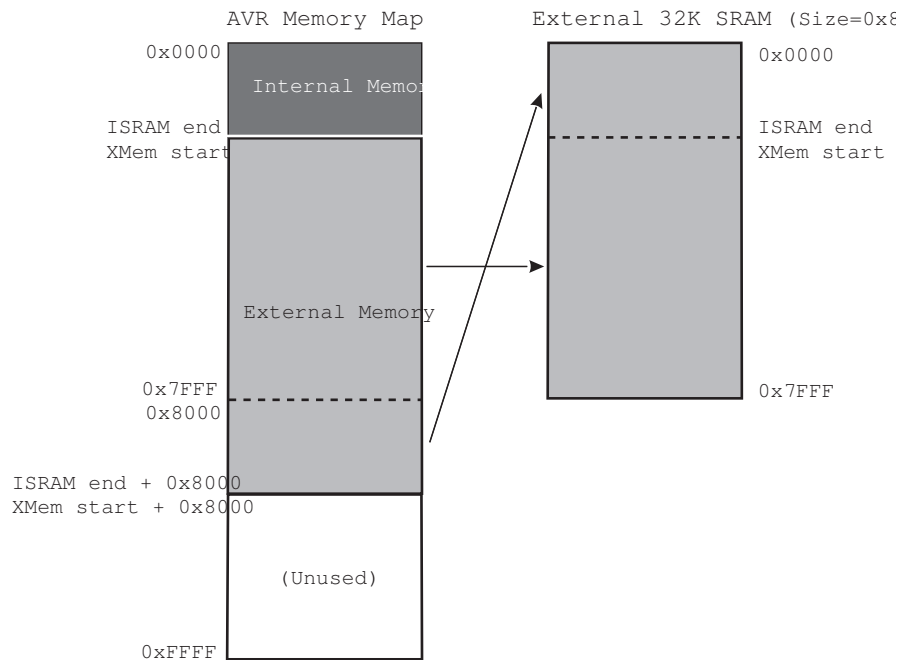 AVR Memory Map
External 32K SRAM (Size=0x8
0x0000
Internal Memor
ISRAM end
XMem start
External Memory
0x7FFF
0x8000
ISRAM end + 0x8000
XMem start + 0x8000
(Unused)
0xFFFF
0x0000
ISRAM end
XMem start
0x7FFF